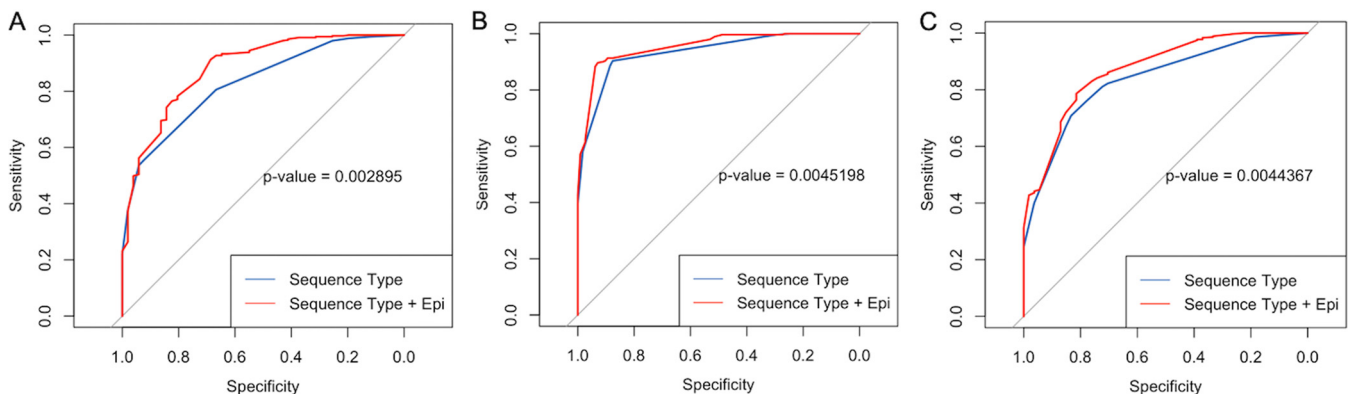 A
1.0
0.8
0.6
0.4
0.2
0.0
Sensitivity
p-value = 0.002895
Sequence Type
Sequence Type + Epi
1.0 0.8 0.6 0.4 0.2 0.0
Specificity
B
1.0
0.8
0.6
0.4
0.2
0.0
Sensitivity
p-value = 0.0045198
Sequence Type
Sequence Type + Epi
1.0 0.8 0.6 0.4 0.2 0.0
Specificity
C
1.0
0.8
0.6
0.4
0.2
0.0
Sensitivity
p-value = 0.0044367
Sequence Type
Sequence Type + Epi
1.0 0.8 0.6 0.4 0.2 0.0
Specificity